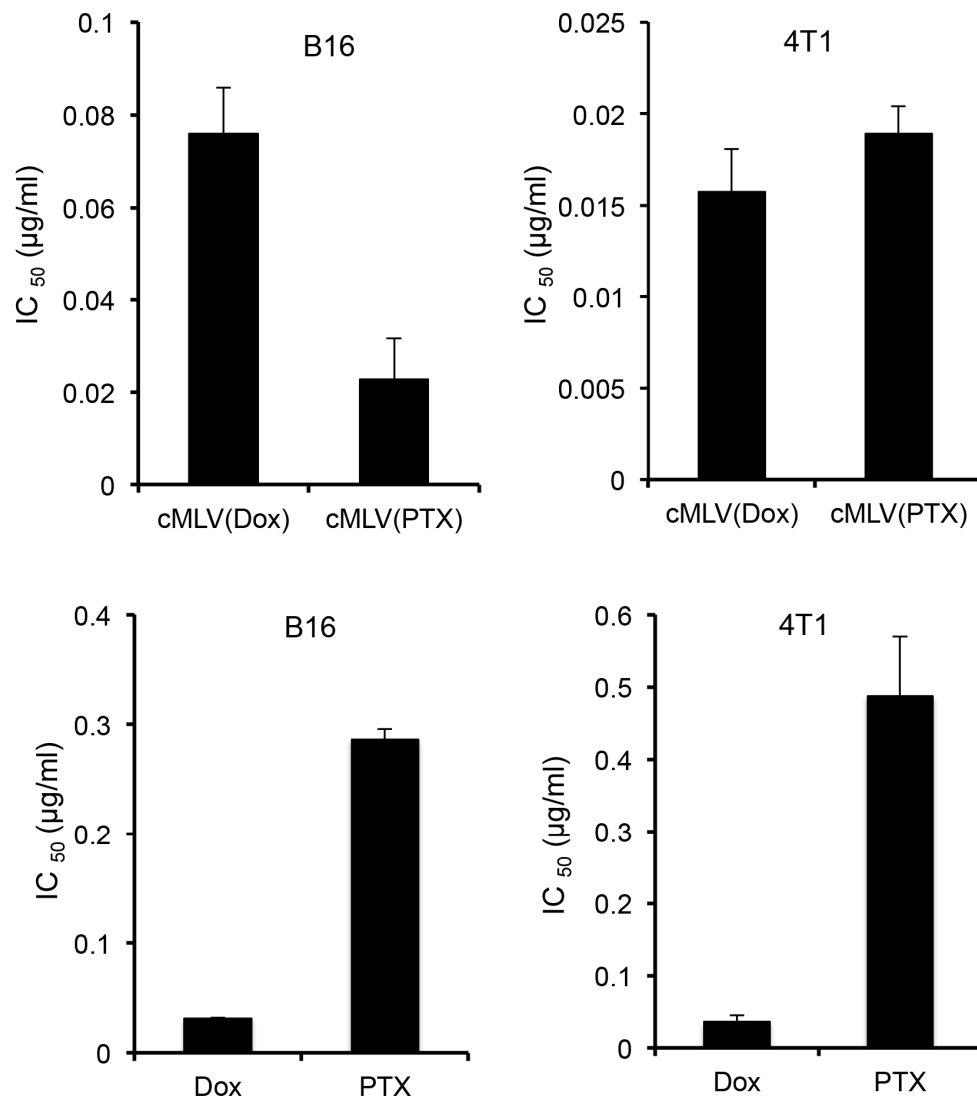 B16
IC 50 (µg/ml)
0.1
0.08
0.06
0.04
0.02
0
cMLV(Dox) cMLV(PTX)
4T1
IC 50 (µg/ml)
0.025
0.02
0.015
0.01
0.005
0
cMLV(Dox) cMLV(PTX)
B16
IC 50 (µg/ml)
0.4
0.3
0.2
0.1
0
Dox PTX
4T1
IC 50 (µg/ml)
0.6
0.5
0.4
0.3
0.2
0.1
0
Dox PTX